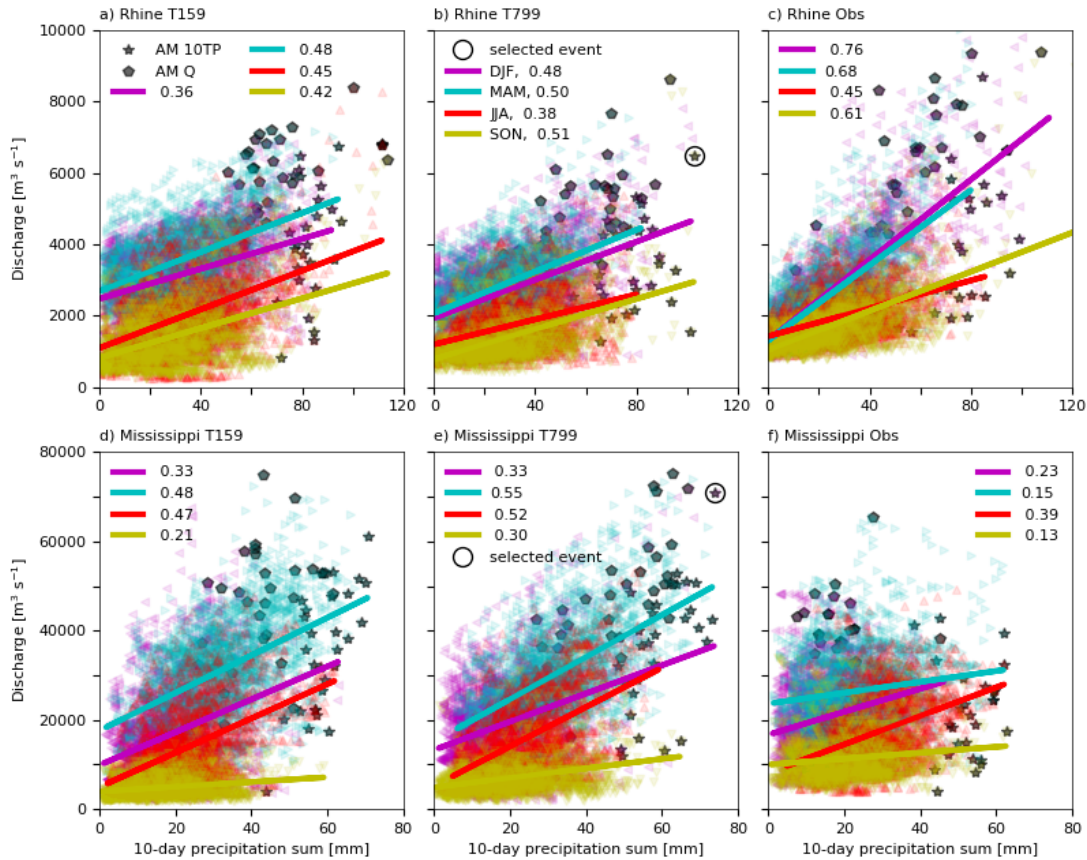 a) Rhine T159
b) Rhine T799
c) Rhine Obs
10000
8000
6000
4000
2000
0
Discharge [m³ s⁻¹]
AM 10TP
AM Q
0.36
0.48
0.45
0.42
selected event
DJF, 0.48
MAM, 0.50
JJA, 0.38
SON, 0.51
0.76
0.68
0.45
0.61
0 40 80 120
0 40 80 120
0 40 80 120
d) Mississippi T159
e) Mississippi T799
f) Mississippi Obs
80000
60000
40000
20000
0
Discharge [m³ s⁻¹]
0.33
0.48
0.47
0.21
0.33
0.55
0.52
0.30
selected event
0.23
0.15
0.39
0.13
0 20 40 60 80
0 20 40 60 80
0 20 40 60 80
10-day precipitation sum [mm]
10-day precipitation sum [mm]
10-day precipitation sum [mm]